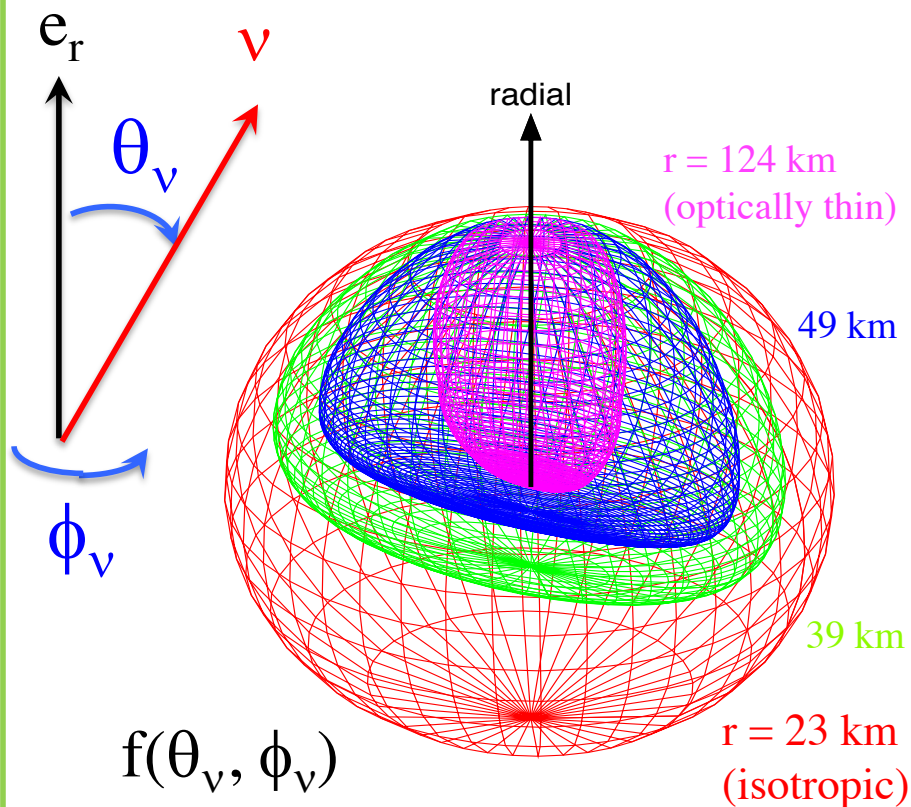 e_r
ν
θ_ν
ϕ_ν
radial
r = 124 km
(optically thin)
49 km
39 km
r = 23 km
(isotropic)
f(θ_ν, ϕ_ν)